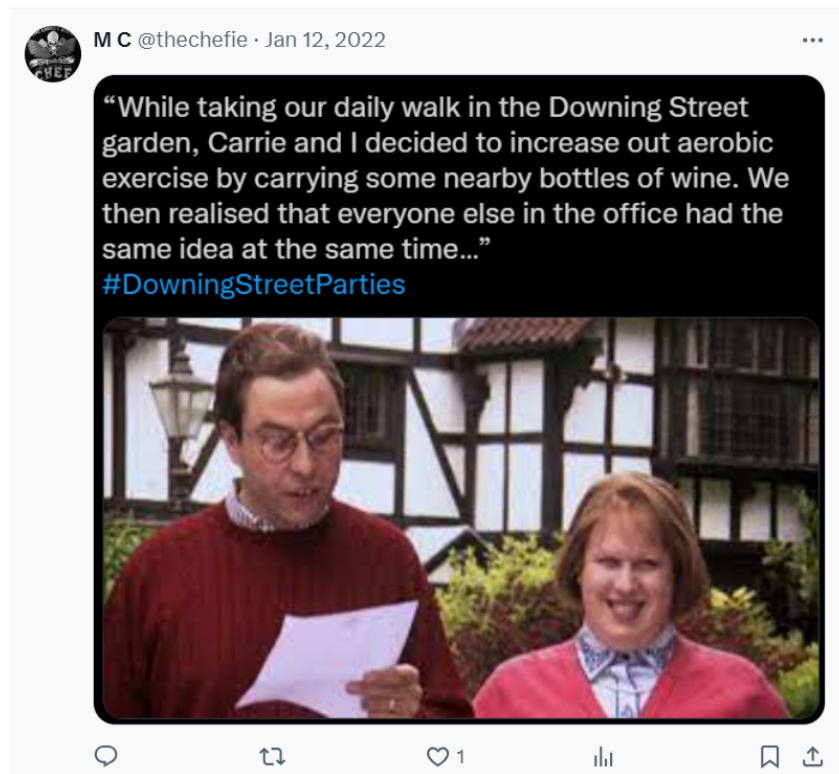 M C @thechefie · Jan 12, 2022
CHEF
“While taking our daily walk in the Downing Street
garden, Carrie and I decided to increase out aerobic
exercise by carrying some nearby bottles of wine. We
then realised that everyone else in the office had the
same idea at the same time...”
#DowningStreetParties
1